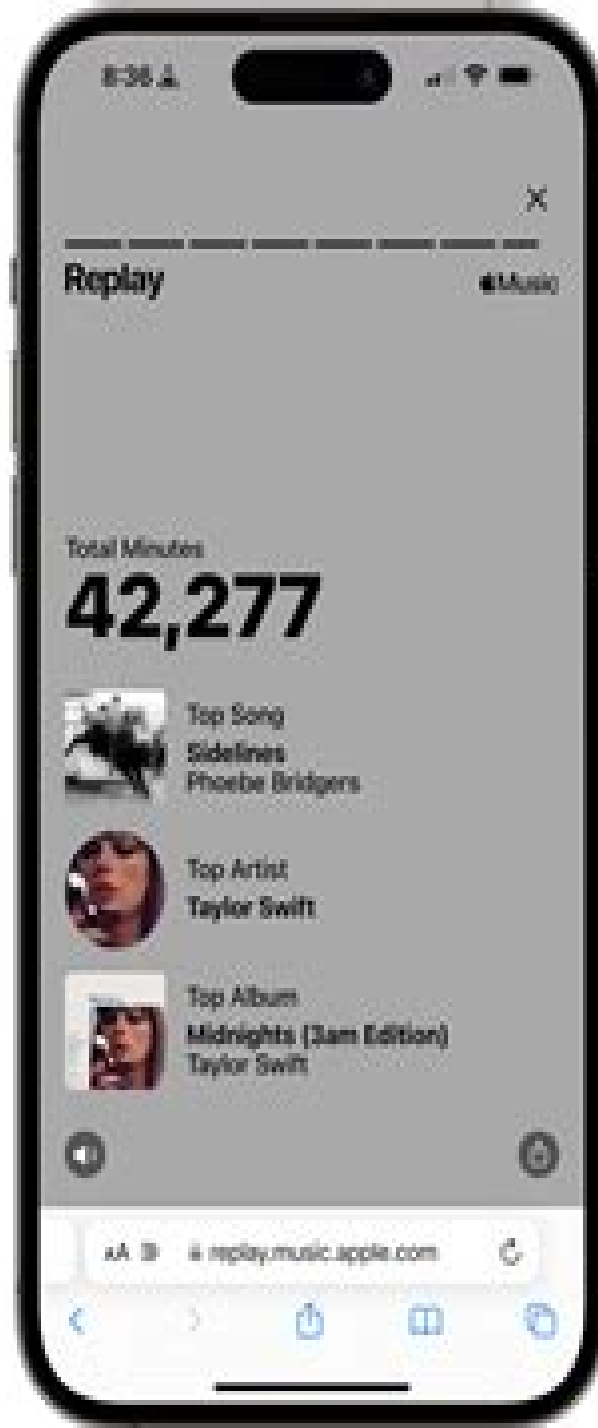 8:36
Replay
Music
Total Minutes
42,277
Top Song
Sidelines
Phoebe Bridgers
Top Artist
Taylor Swift
Top Album
Midnights (3am Edition)
Taylor Swift
AA replay.music.apple.com